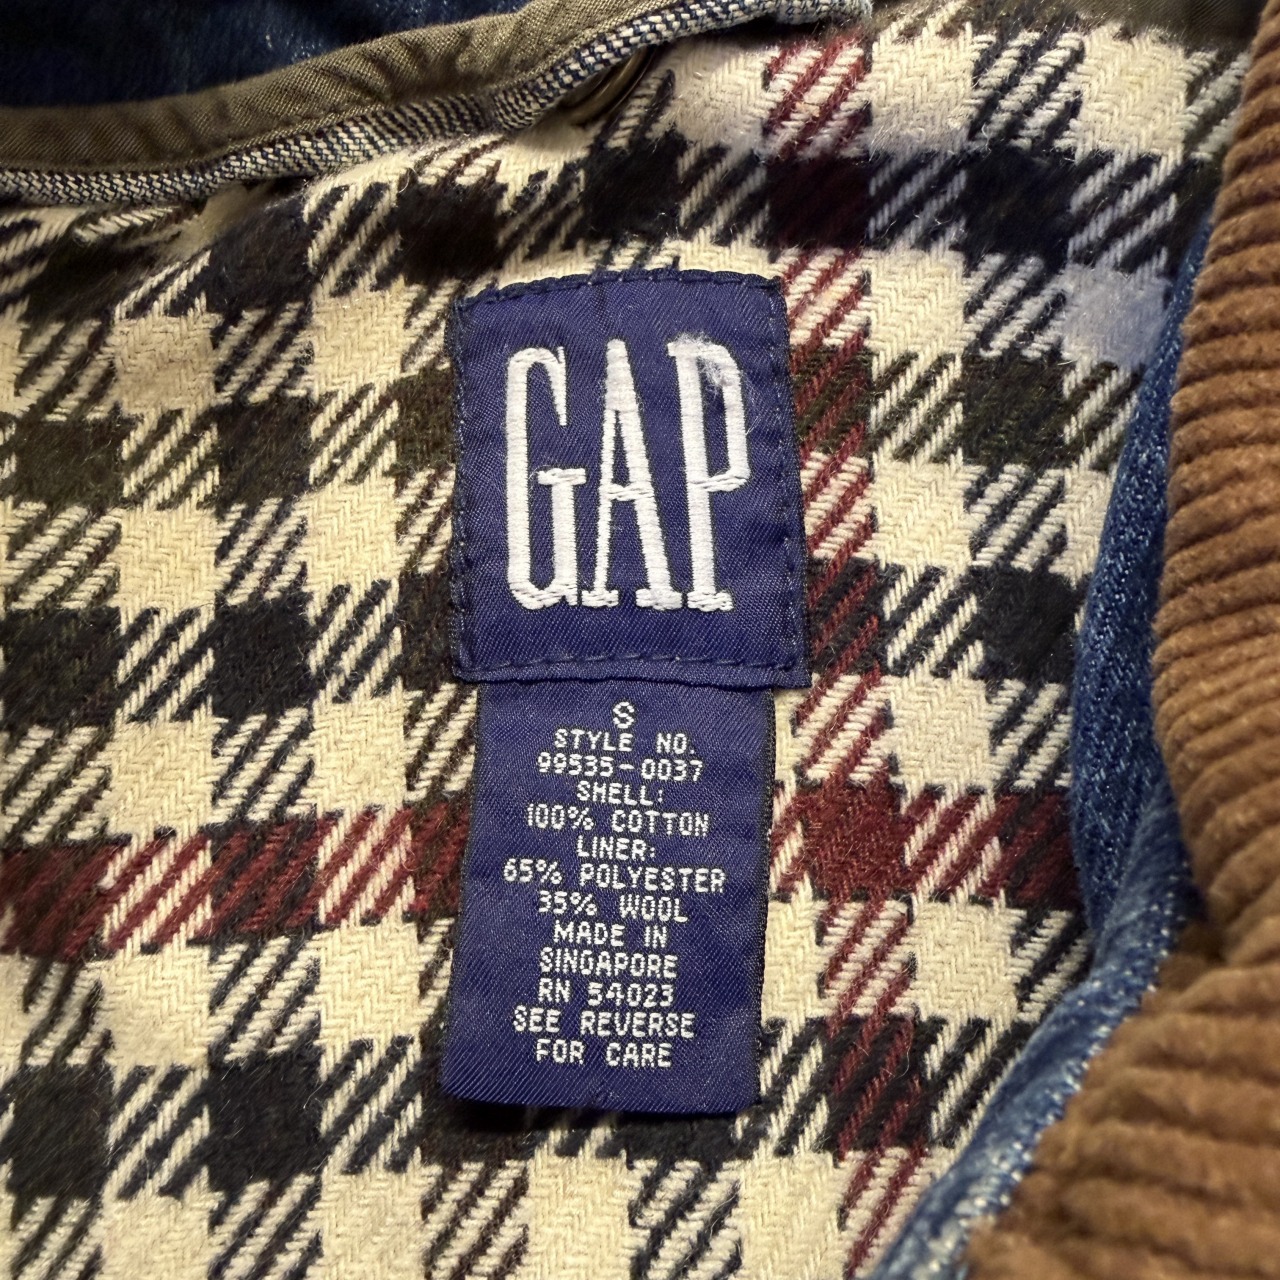 GAP
S
STYLE NO.
99535-0037
SHELL:
100% COTTON
LINER:
65% POLYESTER
35% WOOL
MADE IN
SINGAPORE
RN 54023
SEE REVERSE
FOR CARE